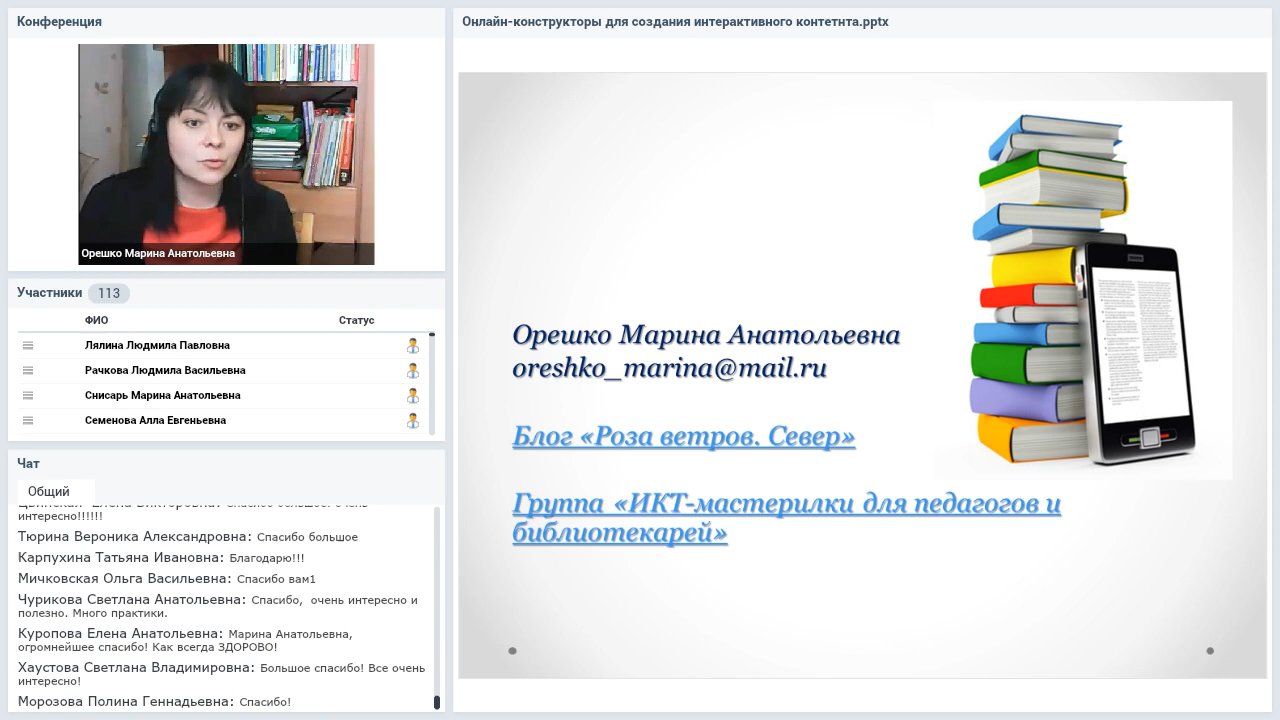 Конференция
Орешко Марина Анатольевна
Участники 113
ФИО Статус
Лялина Людмила Павловна
Рачкова Людмила Васильевна
Снисарь Марина Анатольевна
Семенова Алла Евгеньевна
Чат
Общий
интересно!!!!!!
Тюрина Вероника Александровна: Спасибо большое
Карпухина Татьяна Ивановна: Благодарю!!!
Мичковская Ольга Васильевна: Спасибо вам1
Чурикова Светлана Анатольевна: Спасибо, очень интересно и
полезно. Много практики.
Куропова Елена Анатольевна: Марина Анатольевна,
огромнейшее спасибо! Как всегда ЗДОРОВО!
Хаустова Светлана Владимировна: Большое спасибо! Все очень
интересно!
Морозова Полина Геннадьевна: Спасибо!
Онлайн-конструкторы для создания интерактивного контетнта.pptx
Орешко Марина Анатольевна
oreshko_marina@mail.ru
Блог «Роза ветров. Север»
Группа «ИКТ-мастерилки для педагогов и
библиотекарей»